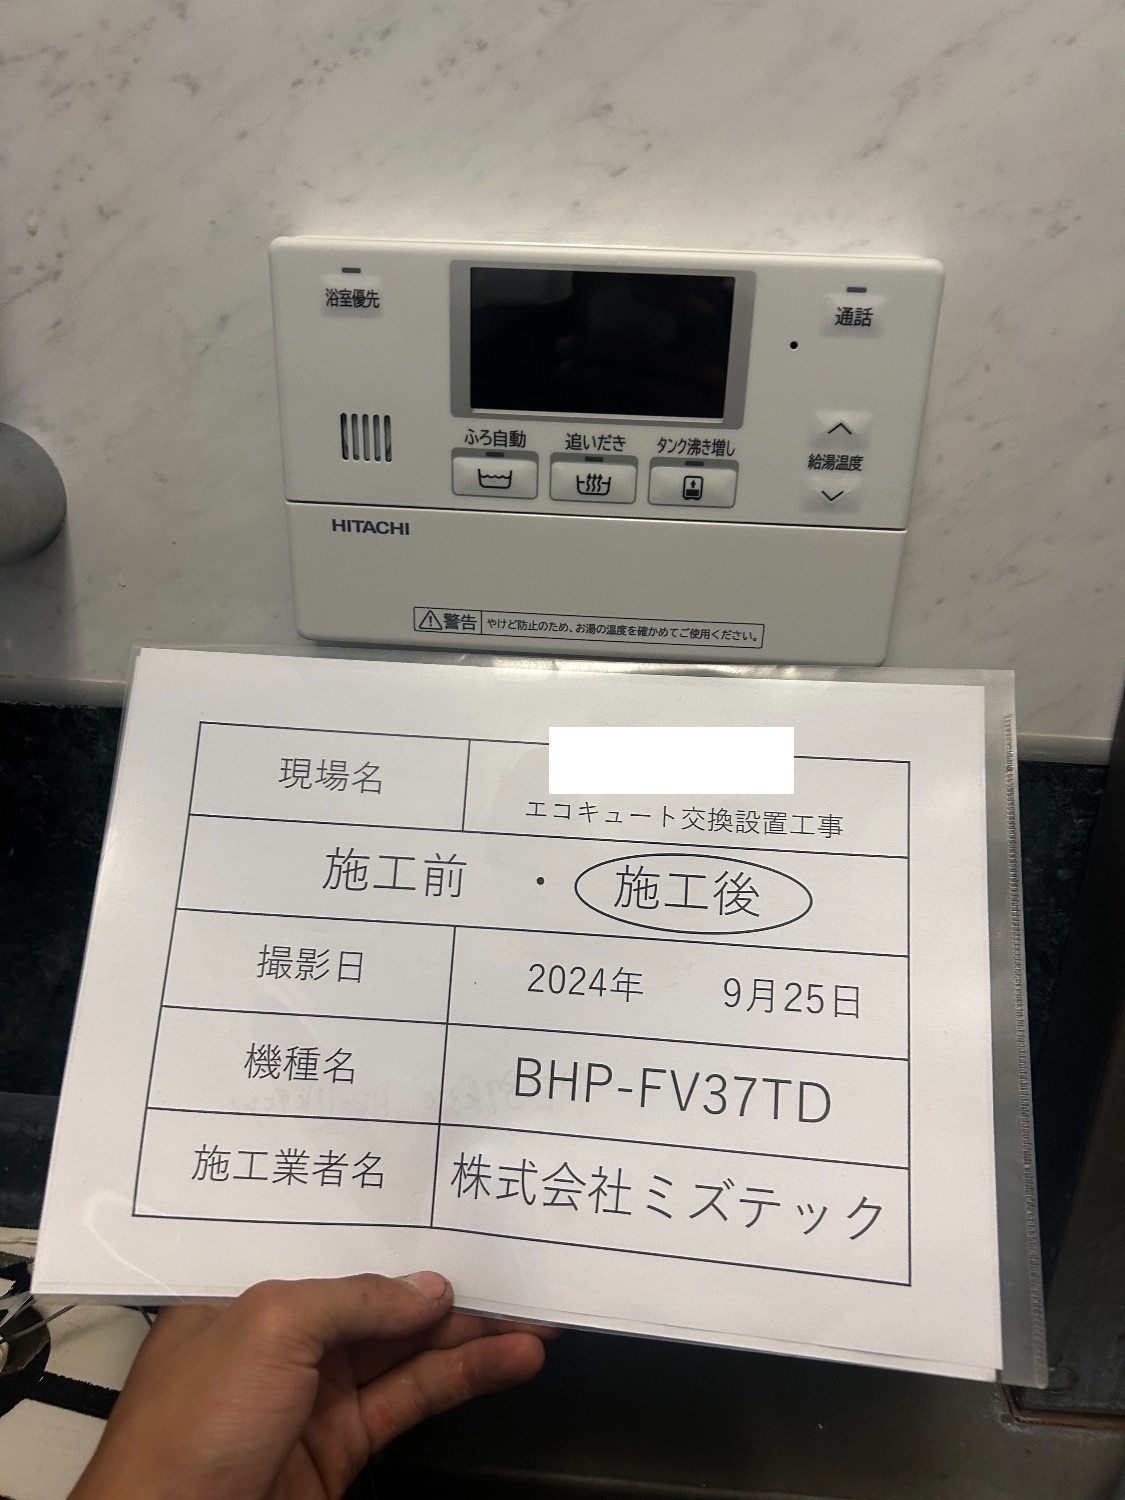 浴室優先
通話
ふろ自動
追いだき
タンク沸き増し
給湯温度
HITACHI
警告 やけど防止のため、お湯の温度を確かめてご使用ください。
現場名
エコキュート交換設置工事
施工前 ・ 施工後
撮影日 2024年 9月25日
機種名 BHP-FV37TD
施工業者名 株式会社ミズテック